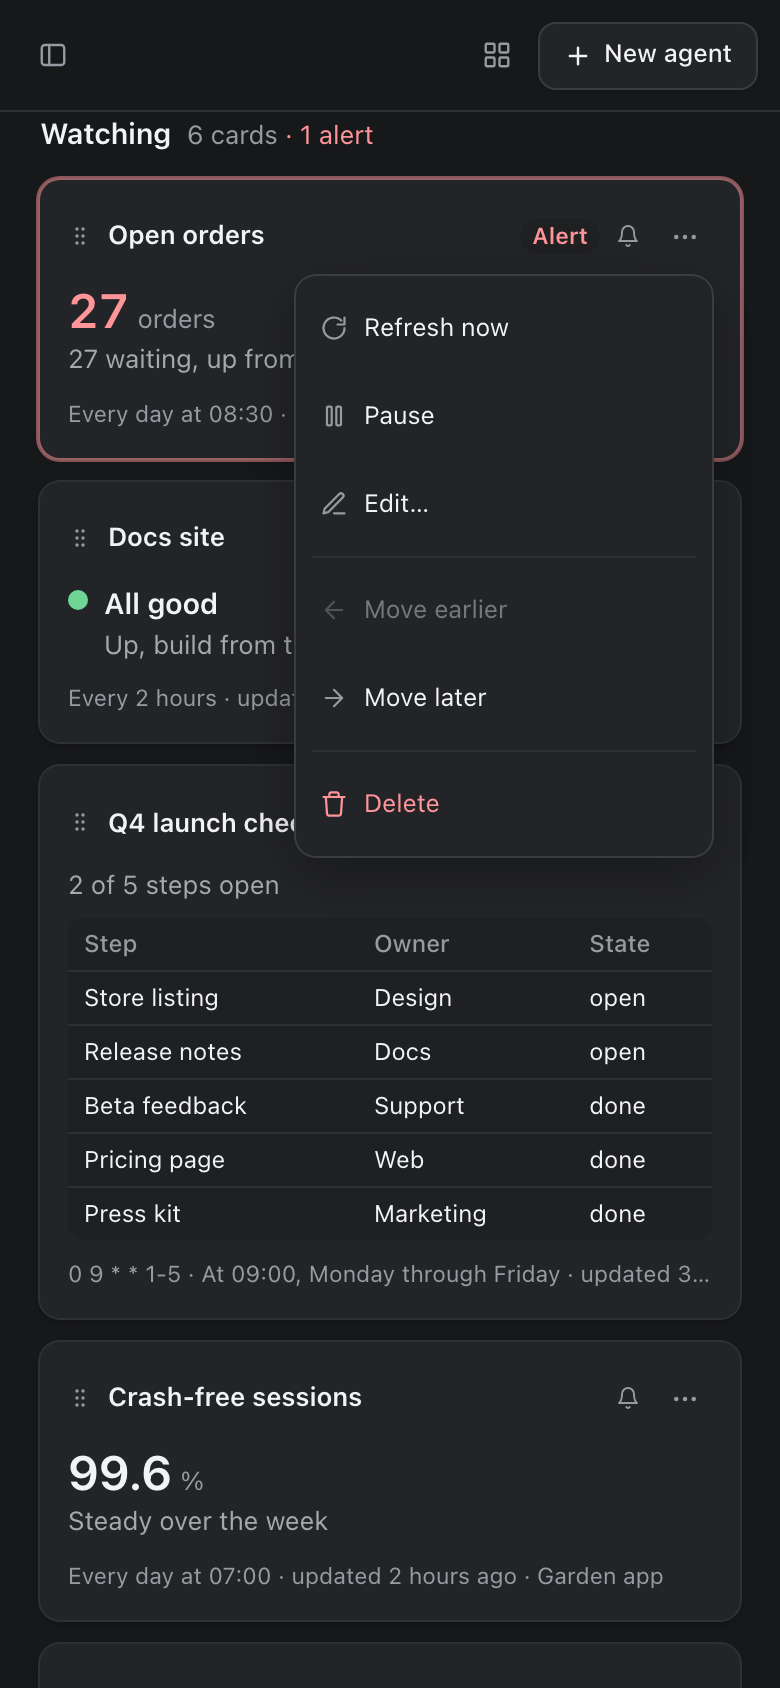 New agent
Watching 6 cards · 1 alert
Open orders Alert
27 orders
27 waiting, up from
Every day at 08:30 ·
Refresh now
Pause
Edit...
Move earlier
Move later
Delete
Docs site
All good
Up, build from
Every 2 hours ·
Q4 launch
2 of 5 steps open
Step Owner State
Store listing Design open
Release notes Docs open
Beta feedback Support done
Pricing page Web done
Press kit Marketing done
0 9 * * 1-5 · At 09:00, Monday through Friday · updated 3...
Crash-free sessions
99.6 %
Steady over the week
Every day at 07:00 · updated 2 hours ago · Garden app